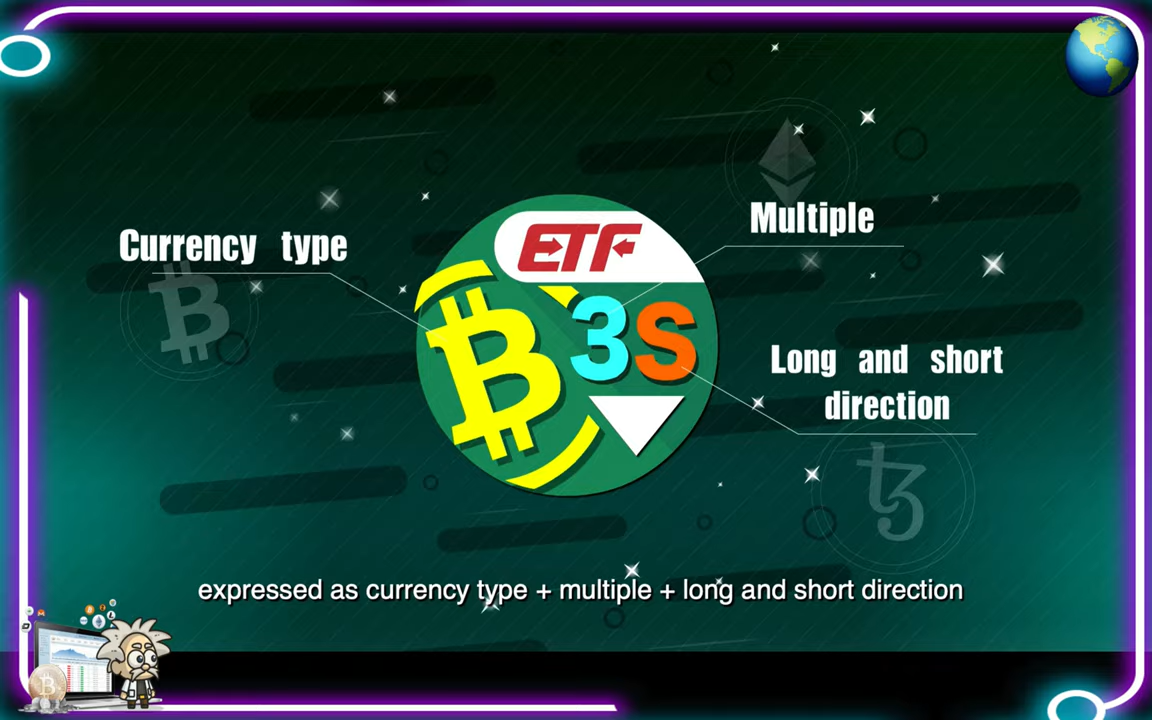 ETF
Currency type
Multiple
3S
Long and short
direction
expressed as currency type + multiple + long and short direction